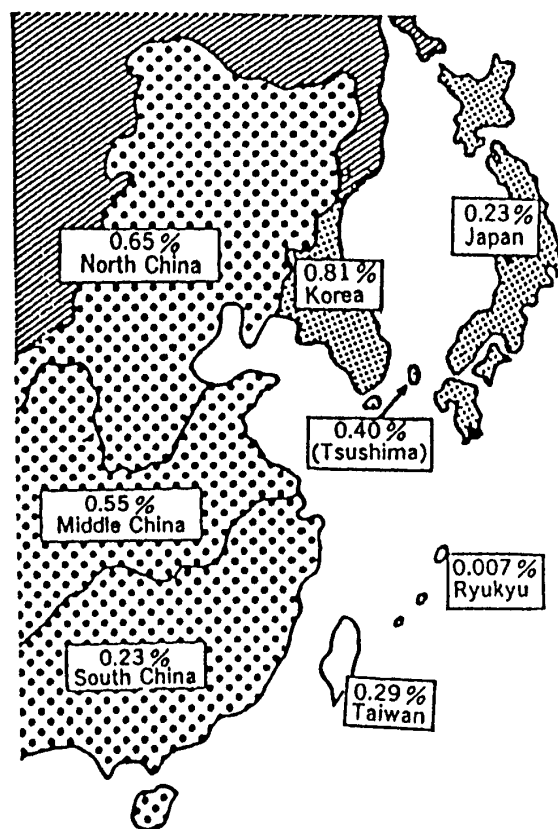 0.23 %
Japan
0.65 %
North China
0.81 %
Korea
0.40 %
(Tsushima)
0.55 %
Middle China
0.007 %
Ryukyu
0.23 %
South China
0.29 %
Taiwan